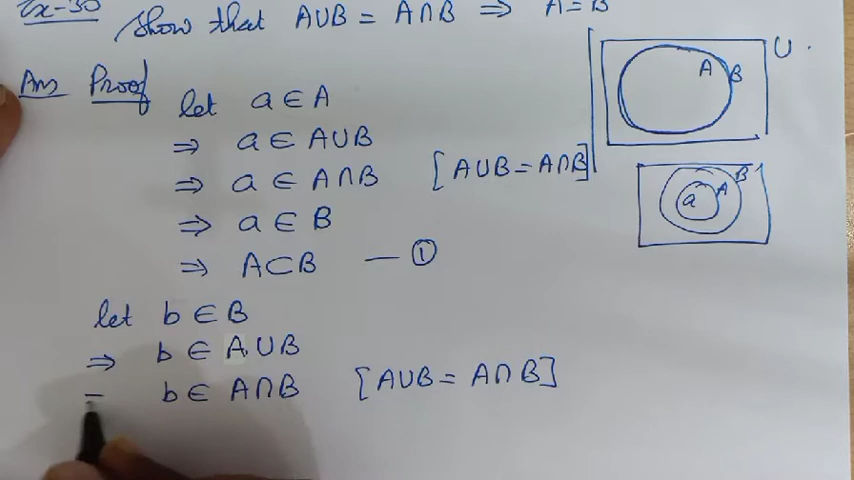 Ex-30 Show that A∪B = A∩B ⇒ A=B
Ans Proof let a ∈ A
⇒ a ∈ A∪B
⇒ a ∈ A∩B [A∪B = A∩B]
⇒ a ∈ B
⇒ A⊂B — ①
let b ∈ B
⇒ b ∈ A∪B
– b ∈ A∩B [A∪B = A∩B]
A B U
a A B